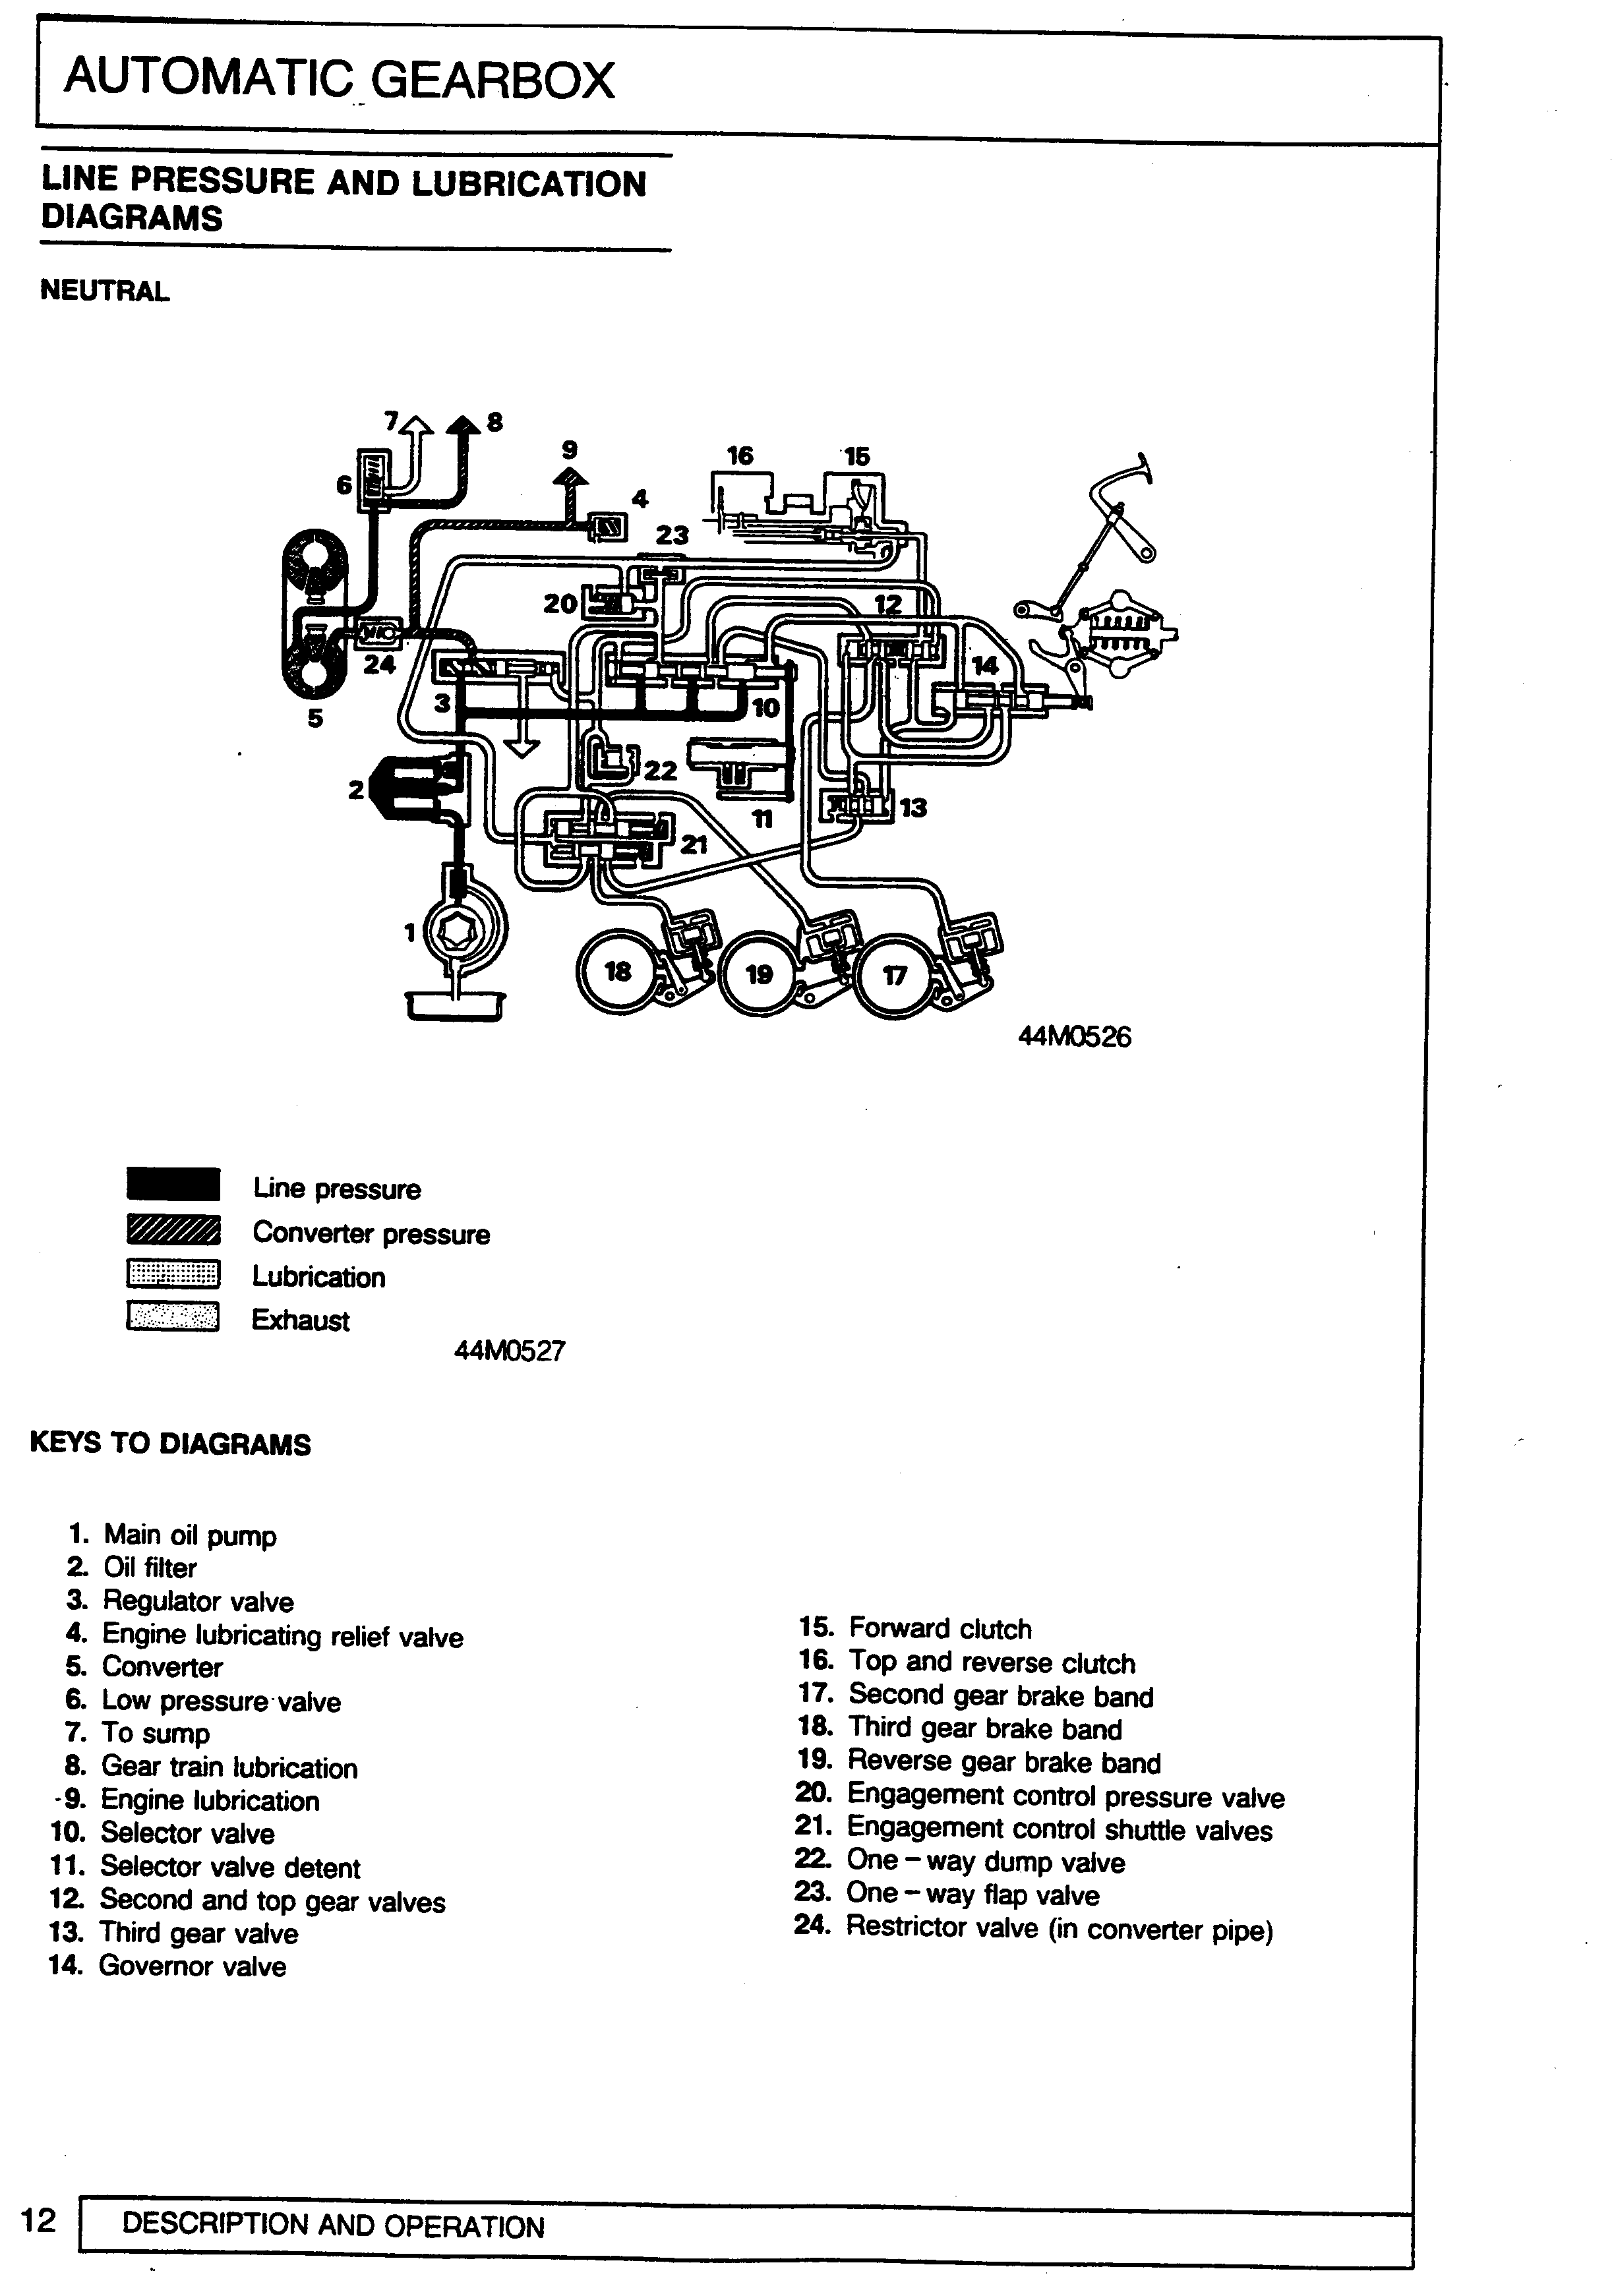 AUTOMATIC GEARBOX
LINE PRESSURE AND LUBRICATION
DIAGRAMS
NEUTRAL
7
8
9
6
4
16
15
23
20
12
24
14
5
3
10
2
22
11
13
21
1
18
19
17
44M0526
Line pressure
Converter pressure
Lubrication
Exhaust
44M0527
KEYS TO DIAGRAMS
1. Main oil pump
2. Oil filter
3. Regulator valve
4. Engine lubricating relief valve
5. Converter
6. Low pressure valve
7. To sump
8. Gear train lubrication
9. Engine lubrication
10. Selector valve
11. Selector valve detent
12. Second and top gear valves
13. Third gear valve
14. Governor valve
15. Forward clutch
16. Top and reverse clutch
17. Second gear brake band
18. Third gear brake band
19. Reverse gear brake band
20. Engagement control pressure valve
21. Engagement control shuttle valves
22. One – way dump valve
23. One – way flap valve
24. Restrictor valve (in converter pipe)
12
DESCRIPTION AND OPERATION